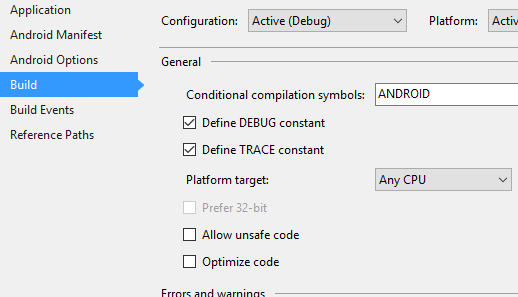 Application
Android Manifest
Android Options
Build
Build Events
Reference Paths
Configuration: Active (Debug) Platform:
General
Conditional compilation symbols: ANDROID
Define DEBUG constant
Define TRACE constant
Platform target: Any CPU
Prefer 32-bit
Allow unsafe code
Optimize code
Errors and warnings